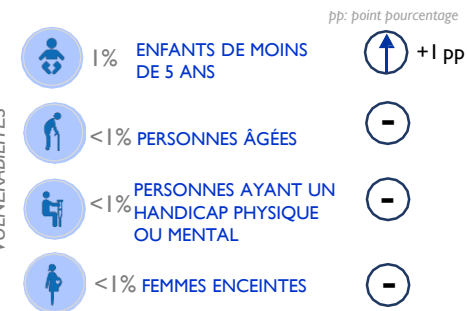 pp: point pourcentage
1% ENFANTS DE MOINS
DE 5 ANS
+1 PP
<1% PERSONNES ÂGÉES
-
<1% PERSONNES AYANT UN
HANDICAP PHYSIQUE
OU MENTAL
-
<1% FEMMES ENCEINTES
-